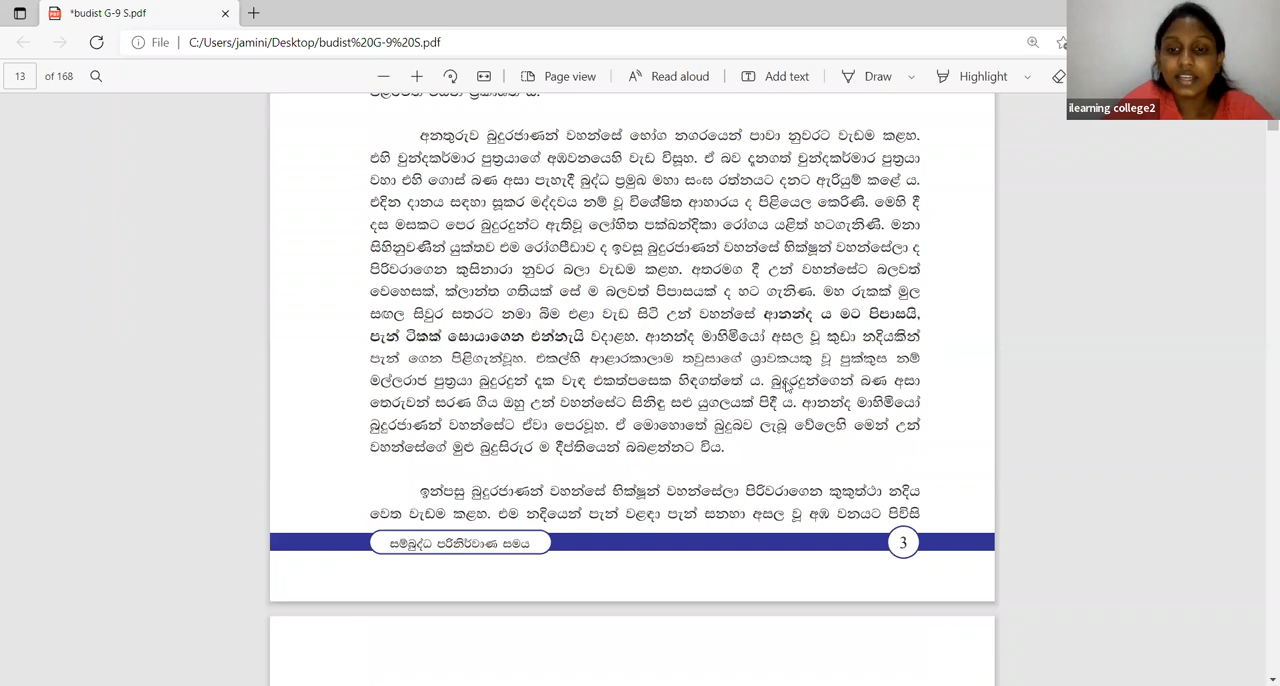 *budist G-9 S.pdf
File | C:/Users/jamini/Desktop/budist%20G-9%20S.pdf
13 of 168 Page view Read aloud Add text Draw Highlight
ilearning college2
අනතුරුව බුදුරජාණන් වහන්සේ භෝග නගරයෙන් පාවා නුවරට වැඩම කළහ.
එහි චුන්දකර්මාර පුත්‍රයාගේ අඹවනයෙහි වැඩ විසූහ. ඒ බව දැනගත් චුන්දකර්මාර පුත්‍රයා
වහා එහි ගොස් බණ අසා පැහැදී බුද්ධ ප්‍රමුඛ මහා සංඝ රත්නයට දනට ඇරියුම් කළේ ය.
එදින දානය සඳහා සූකර මද්දවය නම් වූ විශේෂිත ආහාරය ද පිළියෙල කෙරිණි. මෙහි දී
දස මසකට පෙර බුදුරදුන්ට ඇතිවූ ලෝහිත පක්ඛන්දිකා රෝගය යළිත් හටගැනිණි. මනා
සිහිනුවණින් යුක්තව එම රෝගපීඩාව ද ඉවසූ බුදුරජාණන් වහන්සේ භික්ෂූන් වහන්සේලා ද
පිරිවරාගෙන කුසිනාරා නුවර බලා වැඩම කළහ. අතරමග දී උන් වහන්සේට බලවත්
වෙහෙසක්, ක්ලාන්ත ගතියක් සේ ම බලවත් පිපාසයක් ද හට ගැනිණ. මහ රුකක් මුල
සඟල සිවුර සතරට නමා බිම එළා වැඩ සිටි උන් වහන්සේ ආනන්ද ය මට පිපාසයි,
පැන් ටිකක් සොයාගෙන එන්නැයි වදාළහ. ආනන්ද මාහිමියෝ අසල වූ කුඩා නදියකින්
පැන් ගෙන පිළිගැන්වූහ. එකල්හි ආළාරකාලාම තවුසාගේ ශ්‍රාවකයකු වූ පුක්කුස නම්
මල්ලරාජ පුත්‍රයා බුදුරදුන් දැක වැඳ එකත්පසෙක හිඳගත්තේ ය. බුදුරදුන්ගෙන් බණ අසා
තෙරුවන් සරණ ගිය ඔහු උන් වහන්සේට සිනිඳු සළු යුගලයක් පිදී ය. ආනන්ද මාහිමියෝ
බුදුරජාණන් වහන්සේට ඒවා පෙරවූහ. ඒ මොහොතේ බුදුබව ලැබූ වේලෙහි මෙන් උන්
වහන්සේගේ මුළු බුදුසිරුර ම දීප්තියෙන් බබළන්නට විය.
ඉන්පසු බුදුරජාණන් වහන්සේ භික්ෂූන් වහන්සේලා පිරිවරාගෙන කුකුත්ථා නදිය
වෙත වැඩම කළහ. එම නදියෙන් පැන් වළඳා පැන් සනහා අසල වූ අඹ වනයට පිවිසි
සම්බුද්ධ පරිනිර්වාණ සමය 3